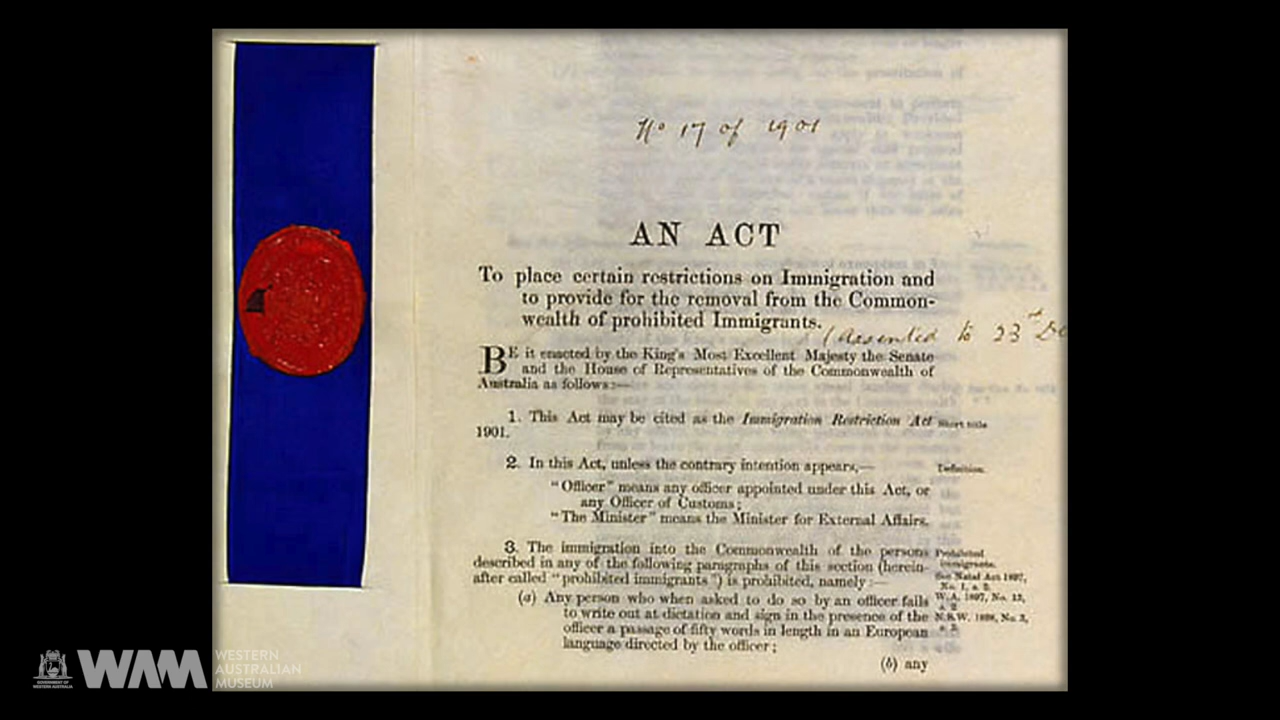 No 17 of 1901
AN ACT
To place certain restrictions on Immigration and
to provide for the removal from the Common-
wealth of prohibited Immigrants.
(Assented to 23rd De
BE it enacted by the King's Most Excellent Majesty the Senate
and the House of Representatives of the Commonwealth of
Australia as follows:—
1. This Act may be cited as the Immigration Restriction Act
1901.
Short title
2. In this Act, unless the contrary intention appears,—
Definition.
"Officer" means any officer appointed under this Act, or
any Officer of Customs;
"The Minister" means the Minister for External Affairs.
3. The immigration into the Commonwealth of the persons
described in any of the following paragraphs of this section (herein-
after called "prohibited immigrants") is prohibited, namely:—
Prohibited
immigrants.
See Natal Act 1897,
No. 1, s. 3.
W.A. 1897, No. 13,
N.S.W. 1898, No. 3,
(a) Any person who when asked to do so by an officer fails
to write out at dictation and sign in the presence of the
officer a passage of fifty words in length in an European
language directed by the officer;
(b) any
GOVERNMENT OF
WESTERN AUSTRALIA
WAM
WESTERN
AUSTRALIAN
MUSEUM